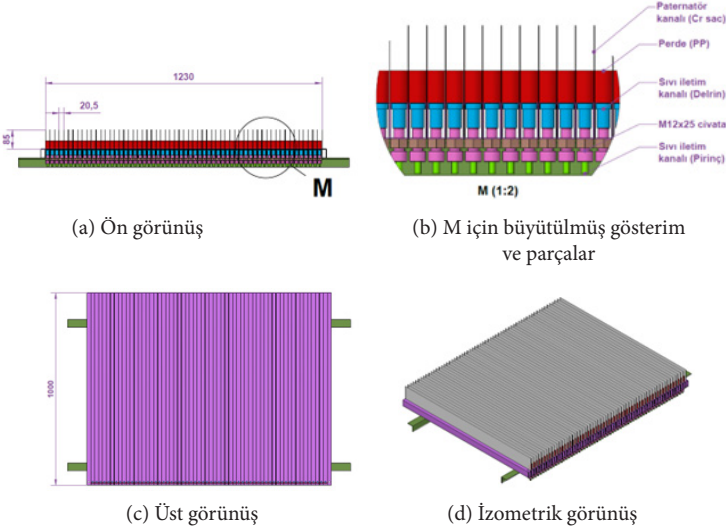 1230
20,5
85
M
(a) Ön görünüş
Paternatör
kanalı (Cr sac)
Perde (PP)
Sıvı iletim
kanalı (Delrin)
M12x25 civata
Sıvı iletim
kanalı (Pirinç)
M (1:2)
(b) M için büyütülmüş gösterim
ve parçalar
1000
(c) Üst görünüş
(d) İzometrik görünüş